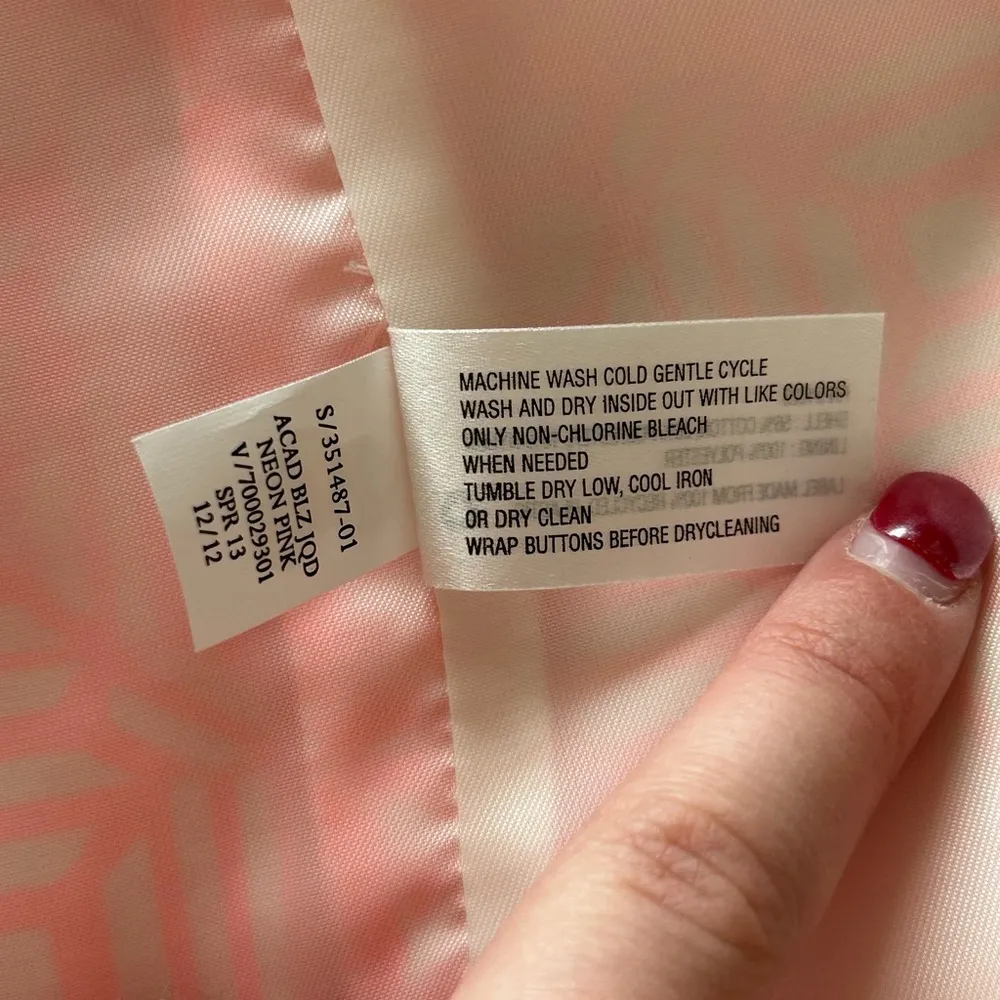 S/351487-01
ACAD BLZ JQD
NEON PINK
V/700029301
SPR 13
12/12
MACHINE WASH COLD GENTLE CYCLE
WASH AND DRY INSIDE OUT WITH LIKE COLORS
ONLY NON-CHLORINE BLEACH
WHEN NEEDED
TUMBLE DRY LOW, COOL IRON
OR DRY CLEAN
WRAP BUTTONS BEFORE DRYCLEANING